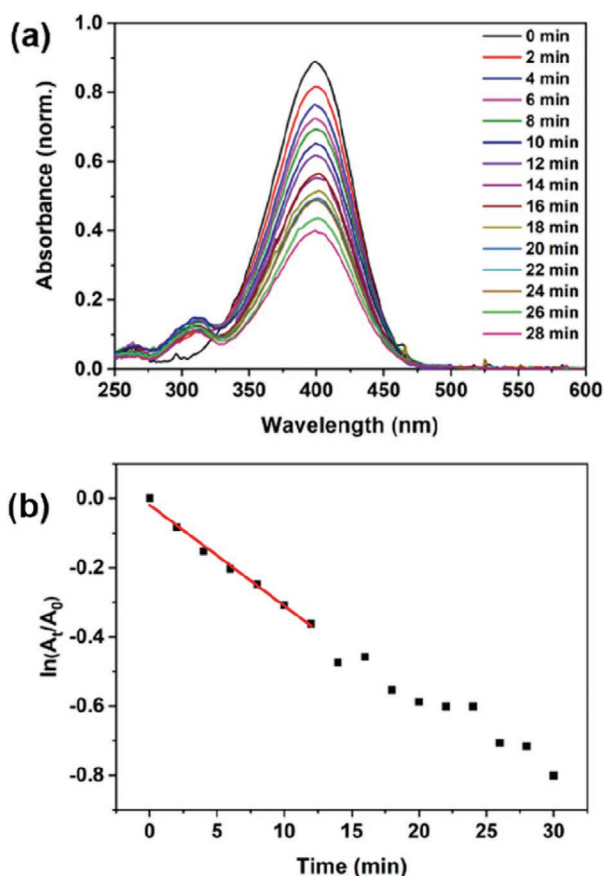 (a)
1.0
0.8
0.6
0.4
0.2
0.0
Absorbance (norm.)
0 min
2 min
4 min
6 min
8 min
10 min
12 min
14 min
16 min
18 min
20 min
22 min
24 min
26 min
28 min
250 300 350 400 450 500 550 600
Wavelength (nm)
(b)
0.0
-0.2
-0.4
-0.6
-0.8
ln(At/A0)
0 5 10 15 20 25 30
Time (min)